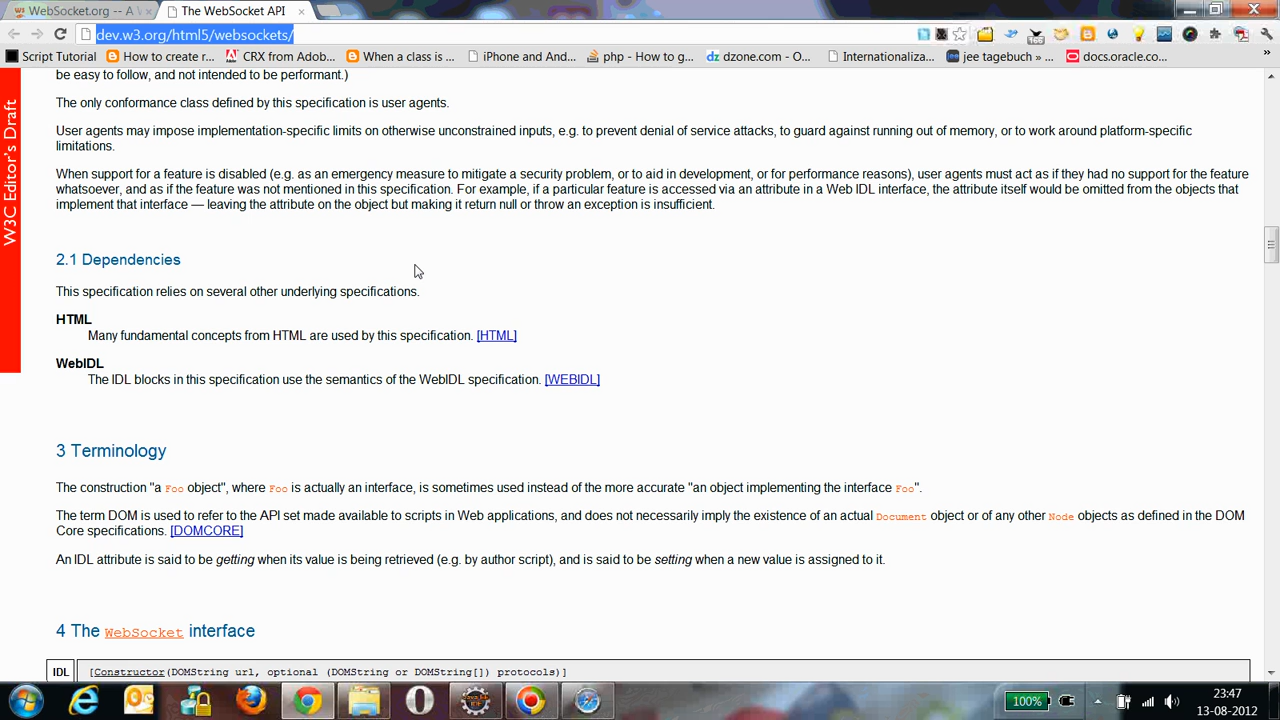 WebSocket.org -- A
The WebSocket API
dev.w3.org/html5/websockets/
Script Tutorial
How to create r...
CRX from Adob...
When a class is ...
iPhone and And...
php - How to g...
dzone.com - O...
Internationaliza...
jee tagebuch » ...
docs.oracle.co...
W3C Editor's Draft
be easy to follow, and not intended to be performant.)
The only conformance class defined by this specification is user agents.
User agents may impose implementation-specific limits on otherwise unconstrained inputs, e.g. to prevent denial of service attacks, to guard against running out of memory, or to work around platform-specific
limitations.
When support for a feature is disabled (e.g. as an emergency measure to mitigate a security problem, or to aid in development, or for performance reasons), user agents must act as if they had no support for the feature
whatsoever, and as if the feature was not mentioned in this specification. For example, if a particular feature is accessed via an attribute in a Web IDL interface, the attribute itself would be omitted from the objects that
implement that interface — leaving the attribute on the object but making it return null or throw an exception is insufficient.
2.1 Dependencies
This specification relies on several other underlying specifications.
HTML
Many fundamental concepts from HTML are used by this specification. [HTML]
WebIDL
The IDL blocks in this specification use the semantics of the WebIDL specification. [WEBIDL]
3 Terminology
The construction "a Foo object", where Foo is actually an interface, is sometimes used instead of the more accurate "an object implementing the interface Foo".
The term DOM is used to refer to the API set made available to scripts in Web applications, and does not necessarily imply the existence of an actual Document object or of any other Node objects as defined in the DOM
Core specifications. [DOMCORE]
An IDL attribute is said to be getting when its value is being retrieved (e.g. by author script), and is said to be setting when a new value is assigned to it.
4 The WebSocket interface
IDL
[Constructor(DOMString url, optional (DOMString or DOMString[]) protocols)]
100%
23:47
13-08-2012